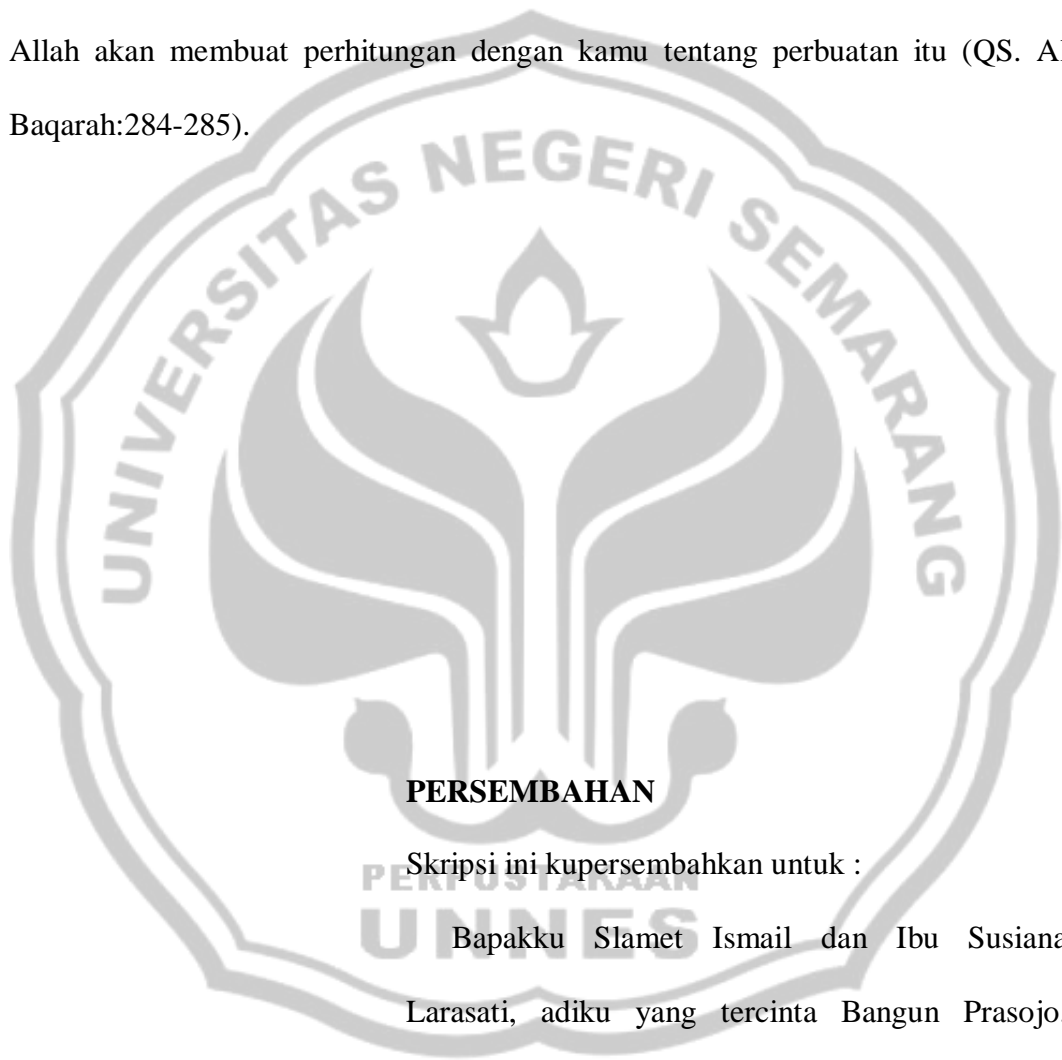 Allah akan membuat perhitungan dengan kamu tentang perbuatan itu (QS. Al
Baqarah:284-285).
UNIVERSITAS NEGERI SEMARANG
PERSEMBAHAN
Skripsi ini kupersembahkan untuk :
PERPUSTAKAAN
UNNES
Bapakku Slamet Ismail dan Ibu Susiana
Larasati, adiku yang tercinta Bangun Prasojo.